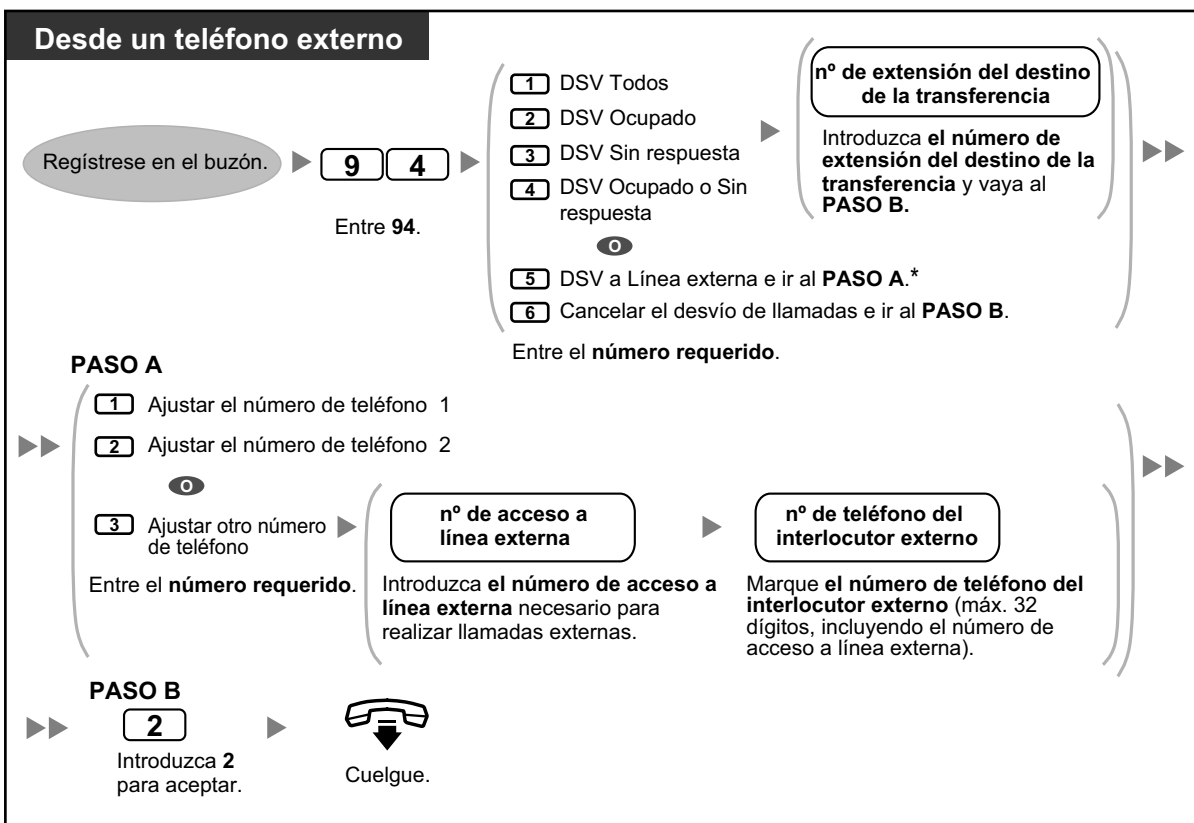 Desde un teléfono externo
Regístrese en el buzón.
9 4
Entre 94.
1 DSV Todos
2 DSV Ocupado
3 DSV Sin respuesta
4 DSV Ocupado o Sin
respuesta
O
5 DSV a Línea externa e ir al PASO A.*
6 Cancelar el desvío de llamadas e ir al PASO B.
Entre el número requerido.
nº de extensión del destino
de la transferencia
Introduzca el número de
extensión del destino de la
transferencia y vaya al
PASO B.
PASO A
1 Ajustar el número de teléfono 1
2 Ajustar el número de teléfono 2
O
3 Ajustar otro número
de teléfono
Entre el número requerido.
nº de acceso a
línea externa
Introduzca el número de acceso a
línea externa necesario para
realizar llamadas externas.
nº de teléfono del
interlocutor externo
Marque el número de teléfono del
interlocutor externo (máx. 32
dígitos, incluyendo el número de
acceso a línea externa).
PASO B
2
Introduzca 2
para aceptar.
Cuelgue.